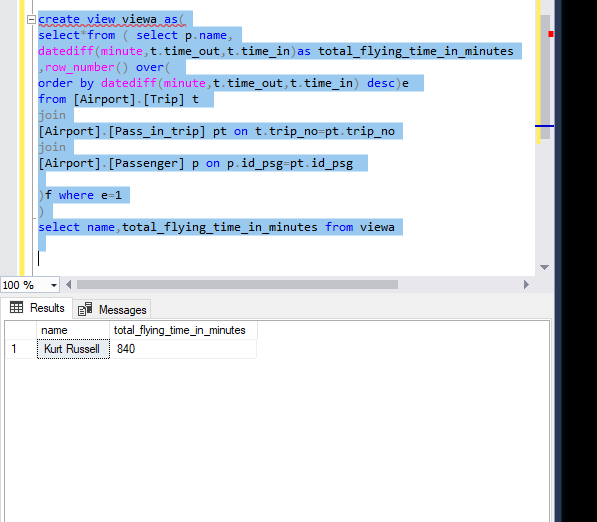 create view viewa as(
select*from ( select p.name,
datediff(minute,t.time_out,t.time_in)as total_flying_time_in_minutes
,row_number() over(
order by datediff(minute,t.time_out,t.time_in) desc)e
from [Airport].[Trip] t
join
[Airport].[Pass_in_trip] pt on t.trip_no=pt.trip_no
join
[Airport].[Passenger] p on p.id_psg=pt.id_psg
)f where e=1
)
select name,total_flying_time_in_minutes from viewa
100 %
Results Messages
name total_flying_time_in_minutes
1 Kurt Russell 840